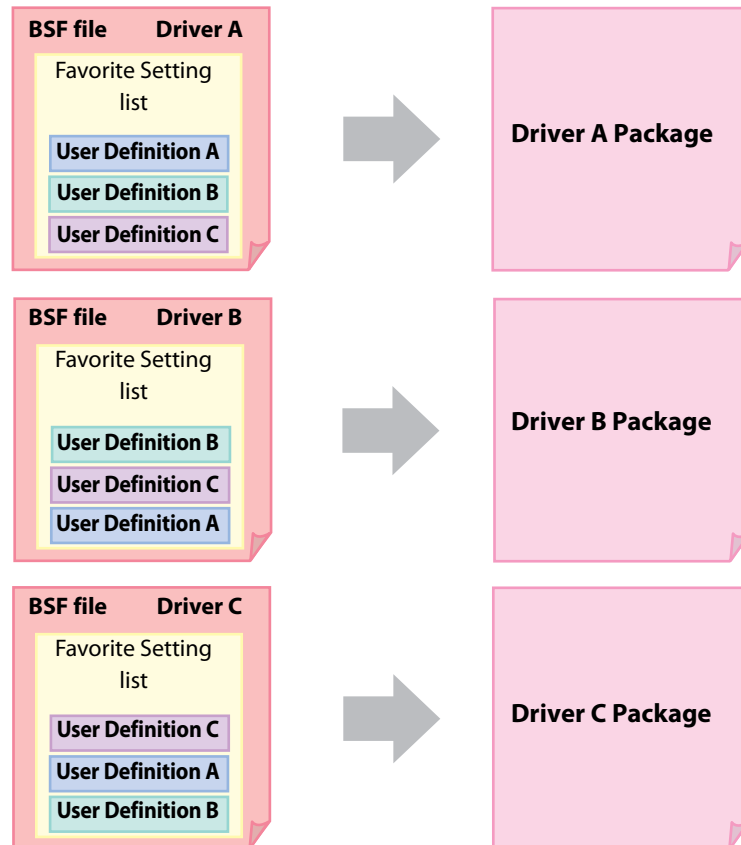 BSF file Driver A
Favorite Setting
list
User Definition A
User Definition B
User Definition C
Driver A Package
BSF file Driver B
Favorite Setting
list
User Definition B
User Definition C
User Definition A
Driver B Package
BSF file Driver C
Favorite Setting
list
User Definition C
User Definition A
User Definition B
Driver C Package